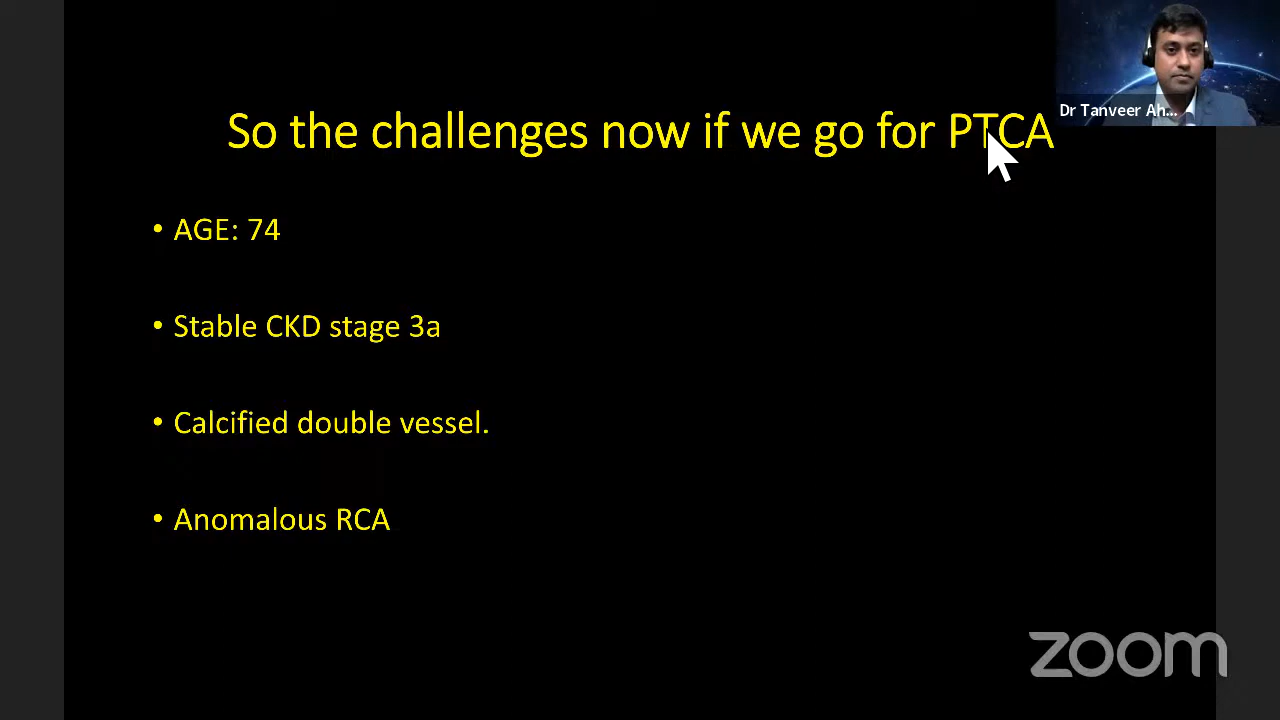 So the challenges now if we go for PTCA
Dr Tanveer Ah...
• AGE: 74
• Stable CKD stage 3a
• Calcified double vessel.
• Anomalous RCA
zoom